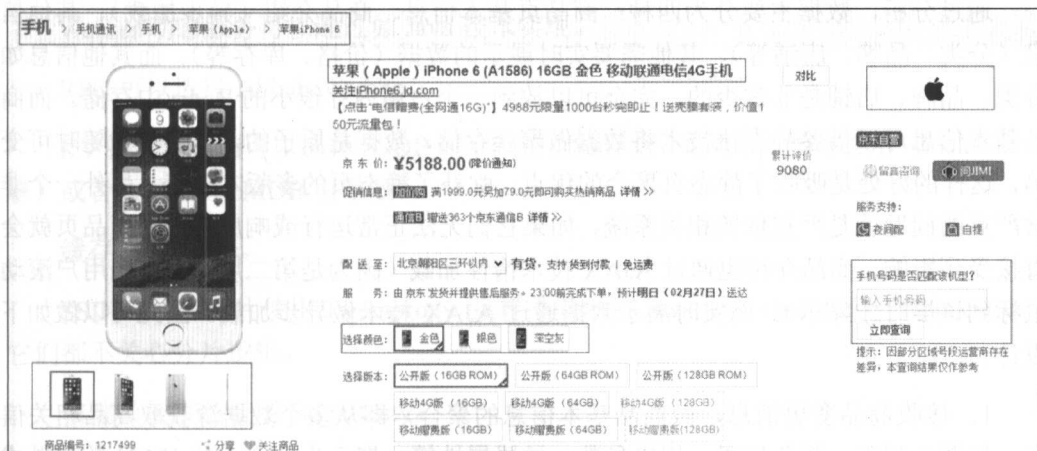 手机 > 手机通讯 > 手机 > 苹果（Apple） > 苹果iPhone 6
苹果（Apple）iPhone 6 (A1586) 16GB 金色 移动联通电信4G手机
对比
关注iPhone6.jd.com
【点击"电信赠费(全网通16G)"】4968元限量1000台秒完即止！送壳膜套装，价值150元流量包！
京东自营
京 东 价：¥5188.00 (降价通知)
累计评价
9080
留言咨询 问JIMI
促销信息：加价购 满1999.0元另加79.0元即可购买热销商品 详情 >>
赠通信B 赠送363个京东通信B 详情 >>
服务支持：
夜间配 自提
配 送 至：北京朝阳区三环以内 有货，支持 货到付款 | 免运费
服 务：由 京东 发货并提供售后服务。23:00前完成下单，预计明日（02月27日）送达
手机号码是否匹配该机型？
输入手机号码
立即查询
提示：因部分区域号段运营商存在差异，本查询结果仅作参考
选择颜色： 金色 银色 深空灰
选择版本： 公开版（16GB ROM） 公开版（64GB ROM） 公开版（128GB ROM）
移动4G版（16GB） 移动4G版（64GB） 移动4G版（128GB）
移动赠费版（16GB） 移动赠费版（64GB） 移动赠费版(128GB)
商品编号：1217499 分享 关注商品